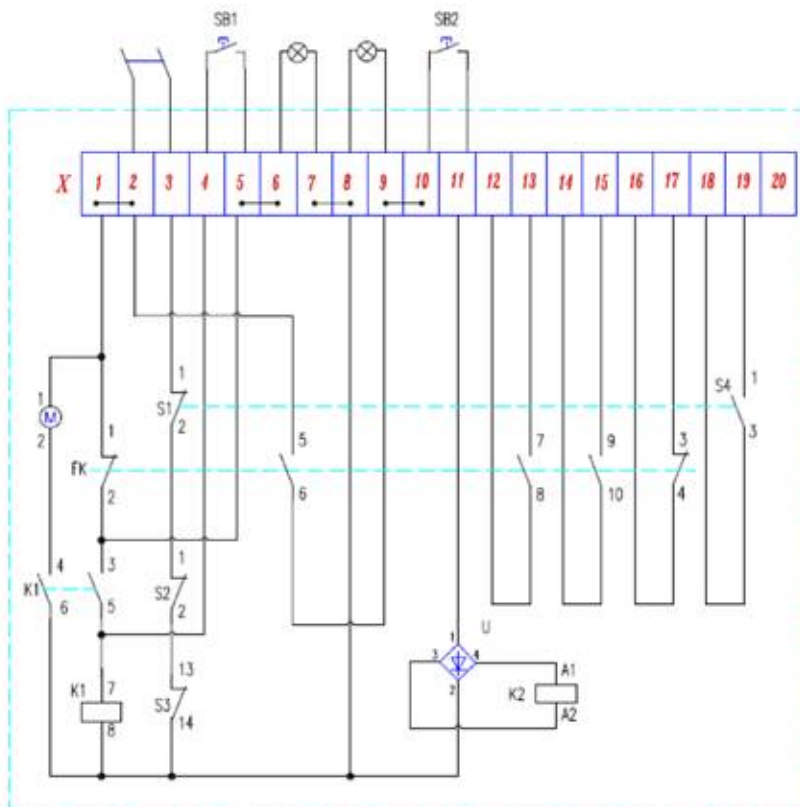 SB1 SB2
X 1 2 3 4 5 6 7 8 9 10 11 12 13 14 15 16 17 18 19 20
1 1
1 S1 S4
M
2 2 3
1 5 7 9 3
fK
2 6 8 10 4
4 3 1
K1 S2
6 5 2
U
1
13 3 4
7 A1
K1 S3 2 K2
8 14 A2